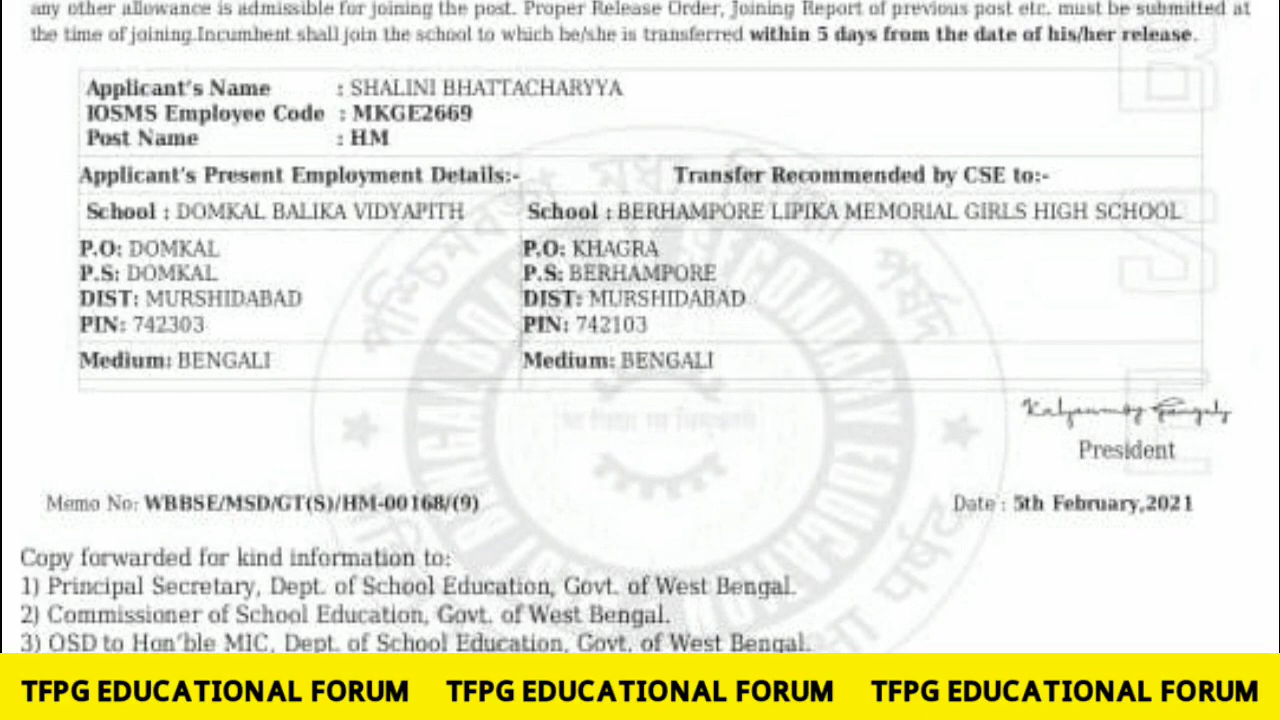 any other allowance is admissible for joining the post. Proper Release Order, Joining Report of previous post etc. must be submitted at
the time of joining.Incumbent shall join the school to which he/she is transferred within 5 days from the date of his/her release.
Applicant's Name : SHALINI BHATTACHARYYA
IOSMS Employee Code : MKGE2669
Post Name : HM
Applicant's Present Employment Details:- Transfer Recommended by CSE to:-
School : DOMKAL BALIKA VIDYAPITH School : BERHAMPORE LIPIKA MEMORIAL GIRLS HIGH SCHOOL
P.O: DOMKAL P.O: KHAGRA
P.S: DOMKAL P.S: BERHAMPORE
DIST: MURSHIDABAD DIST: MURSHIDABAD
PIN: 742303 PIN: 742103
Medium: BENGALI Medium: BENGALI
President
Memo No: WBBSE/MSD/GT(S)/HM-00168/(9) Date : 5th February,2021
Copy forwarded for kind information to:
1) Principal Secretary, Dept. of School Education, Govt. of West Bengal.
2) Commissioner of School Education, Govt. of West Bengal.
3) OSD to Hon'ble MIC, Dept. of School Education, Govt. of West Bengal.
TFPG EDUCATIONAL FORUM TFPG EDUCATIONAL FORUM TFPG EDUCATIONAL FORUM